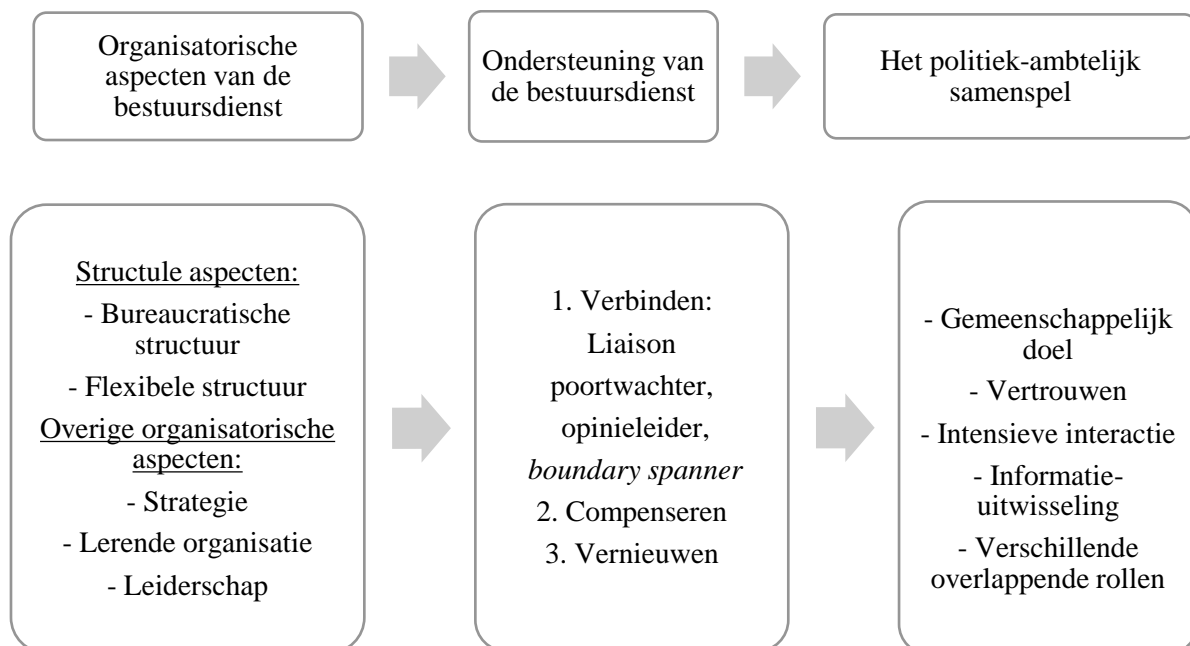 Organisatorische
aspecten van de
bestuursdienst
Ondersteuning van
de bestuursdienst
Het politiek-ambtelijk
samenspel
Structule aspecten:
- Bureaucratische
structuur
- Flexibele structuur
Overige organisatorische
aspecten:
- Strategie
- Lerende organisatie
- Leiderschap
1. Verbinden:
Liaison
poortwachter,
opinieleider,
boundary spanner
2. Compenseren
3. Vernieuwen
- Gemeenschappelijk
doel
- Vertrouwen
- Intensieve interactie
- Informatie-
uitwisseling
- Verschillende
overlappende rollen